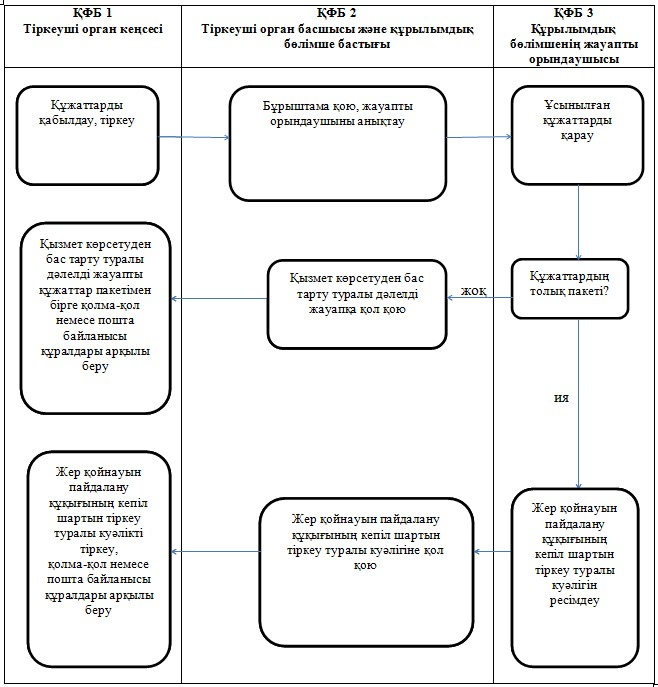 ҚФБ 1
Тіркеуші орган кеңсесі
ҚФБ 2
Тіркеуші орган басшысы және құрылымдық
бөлімше бастығы
ҚФБ 3
Құрылымдық
бөлімшенің жауапты
орындаушысы
Құжаттарды
қабылдау, тіркеу
Бұрыштама қою, жауапты
орындаушыны анықтау
Ұсынылған
құжаттарды
қарау
Қызмет көрсетуден
бас тарту туралы
дәлелді жауапты
құжаттар пакетімен
бірге қолма-қол
немесе пошта
байланысы
құралдары арқылы
беру
Қызмет көрсетуден бас
тарту туралы дәлелді
жауапқа қол қою
жоқ
Құжаттардың
толық пакеті?
ия
Жер қойнауын
пайдалану
құқығының кепіл
шартын тіркеу
туралы куәлікті
тіркеу,
қолма-қол немесе
пошта байланысы
құралдары арқылы
беру
Жер қойнауын пайдалану
құқығының кепіл шартын
тіркеу туралы куәлігіне қол
қою
Жер қойнауын
пайдалану
құқығының
кепіл шартын
тіркеу туралы
куәлігін
ресімдеу